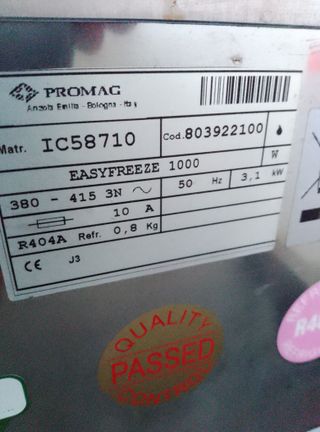 PROMAG
Anzola Emilia - Bologna - Italy
Matr. IC58710 Cod. 803922100
EASYFREEZE 1000 W
380 - 415 3N ~ 50 Hz 3,1 kW
10 A
R404A Refr. 0,8 Kg
CE J3
QUALITY
PASSED
CONTROL